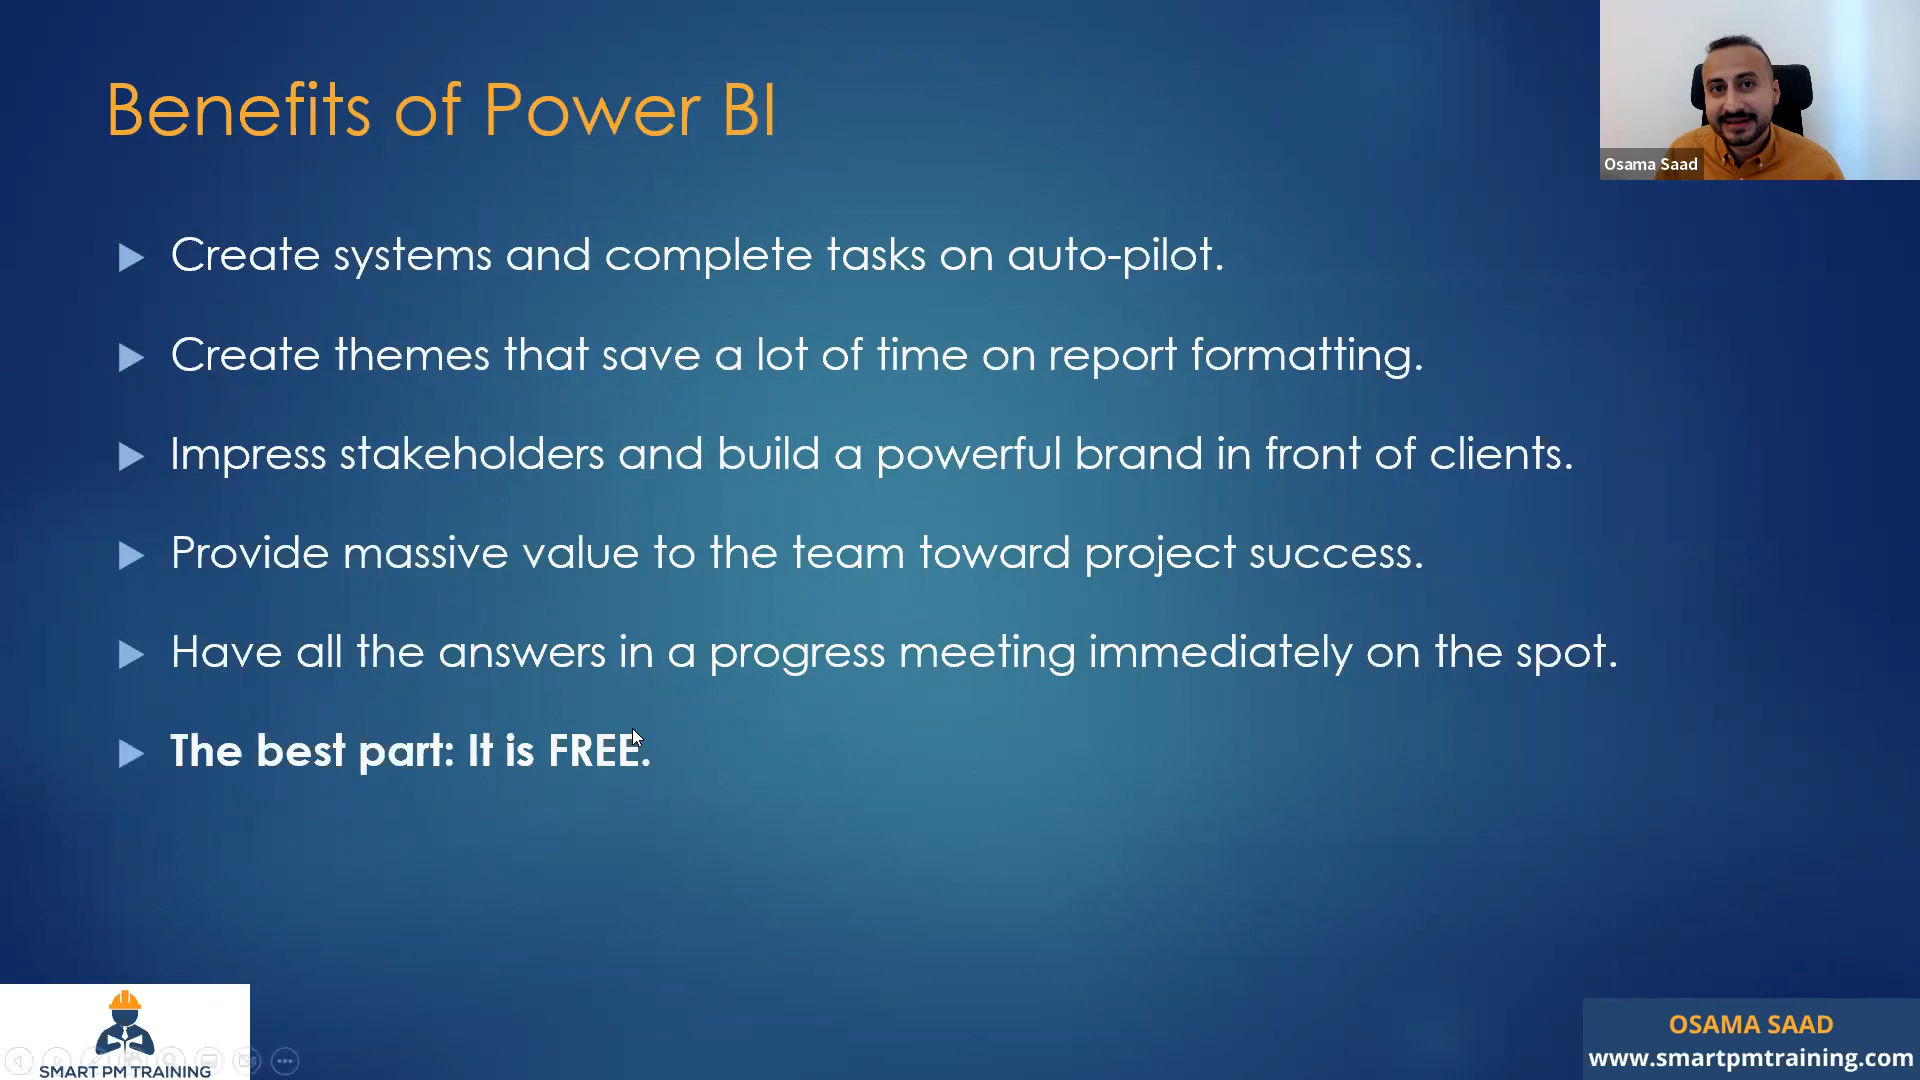 Benefits of Power BI
Osama Saad
Create systems and complete tasks on auto-pilot.
Create themes that save a lot of time on report formatting.
Impress stakeholders and build a powerful brand in front of clients.
Provide massive value to the team toward project success.
Have all the answers in a progress meeting immediately on the spot.
The best part: It is FREE.
SMART PM TRAINING
OSAMA SAAD
www.smartpmtraining.com